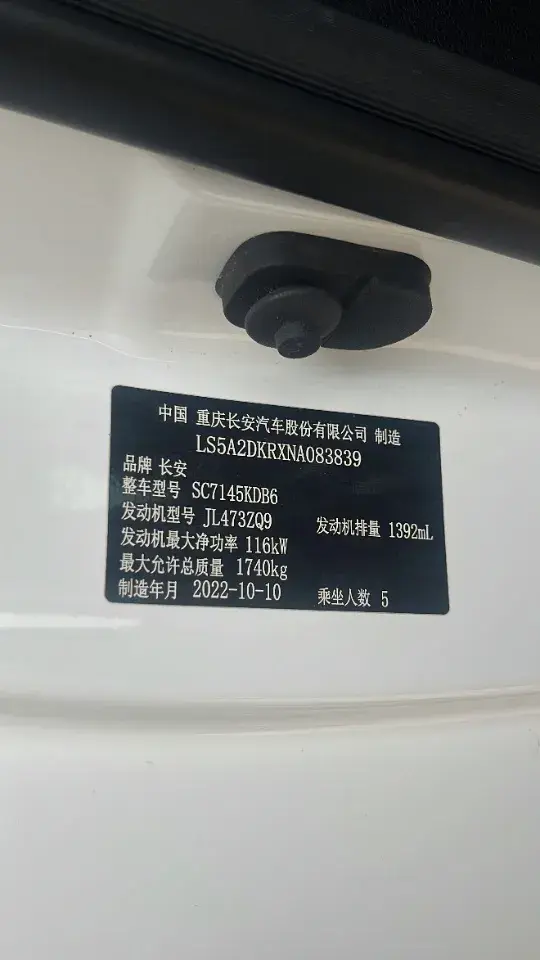 中国 重庆长安汽车股份有限公司 制造
LS5A2DKRXNA083839
品牌 长安
整车型号 SC7145KDB6
发动机型号 JL473ZQ9 发动机排量 1392mL
发动机最大净功率 116kW
最大允许总质量 1740kg
制造年月 2022-10-10 乘坐人数 5